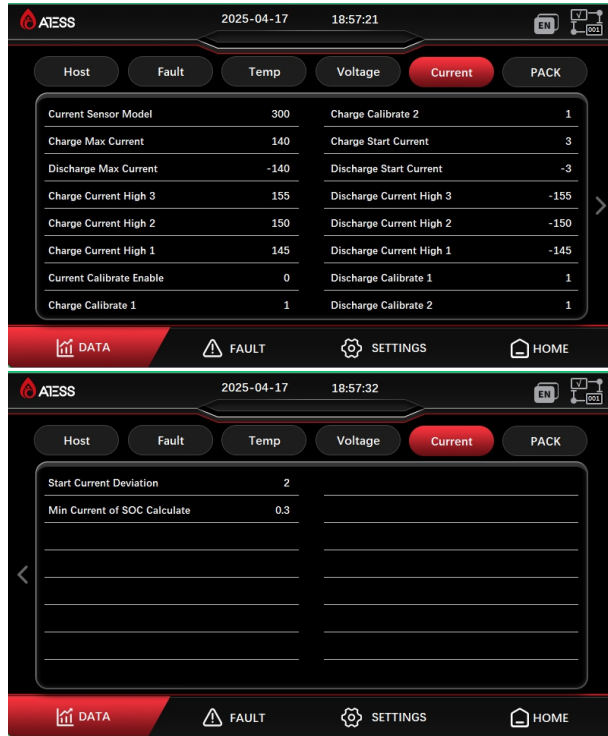 ATESS 2025-04-17 18:57:21 EN √ 001
Host Fault Temp Voltage Current PACK
Current Sensor Model 300 Charge Calibrate 2 1
Charge Max Current 140 Charge Start Current 3
Discharge Max Current -140 Discharge Start Current -3
Charge Current High 3 155 Discharge Current High 3 -155
Charge Current High 2 150 Discharge Current High 2 -150
Charge Current High 1 145 Discharge Current High 1 -145
Current Calibrate Enable 0 Discharge Calibrate 1 1
Charge Calibrate 1 1 Discharge Calibrate 2 1
DATA FAULT SETTINGS HOME
ATESS 2025-04-17 18:57:32 EN √ 001
Host Fault Temp Voltage Current PACK
Start Current Deviation 2
Min Current of SOC Calculate 0.3
DATA FAULT SETTINGS HOME